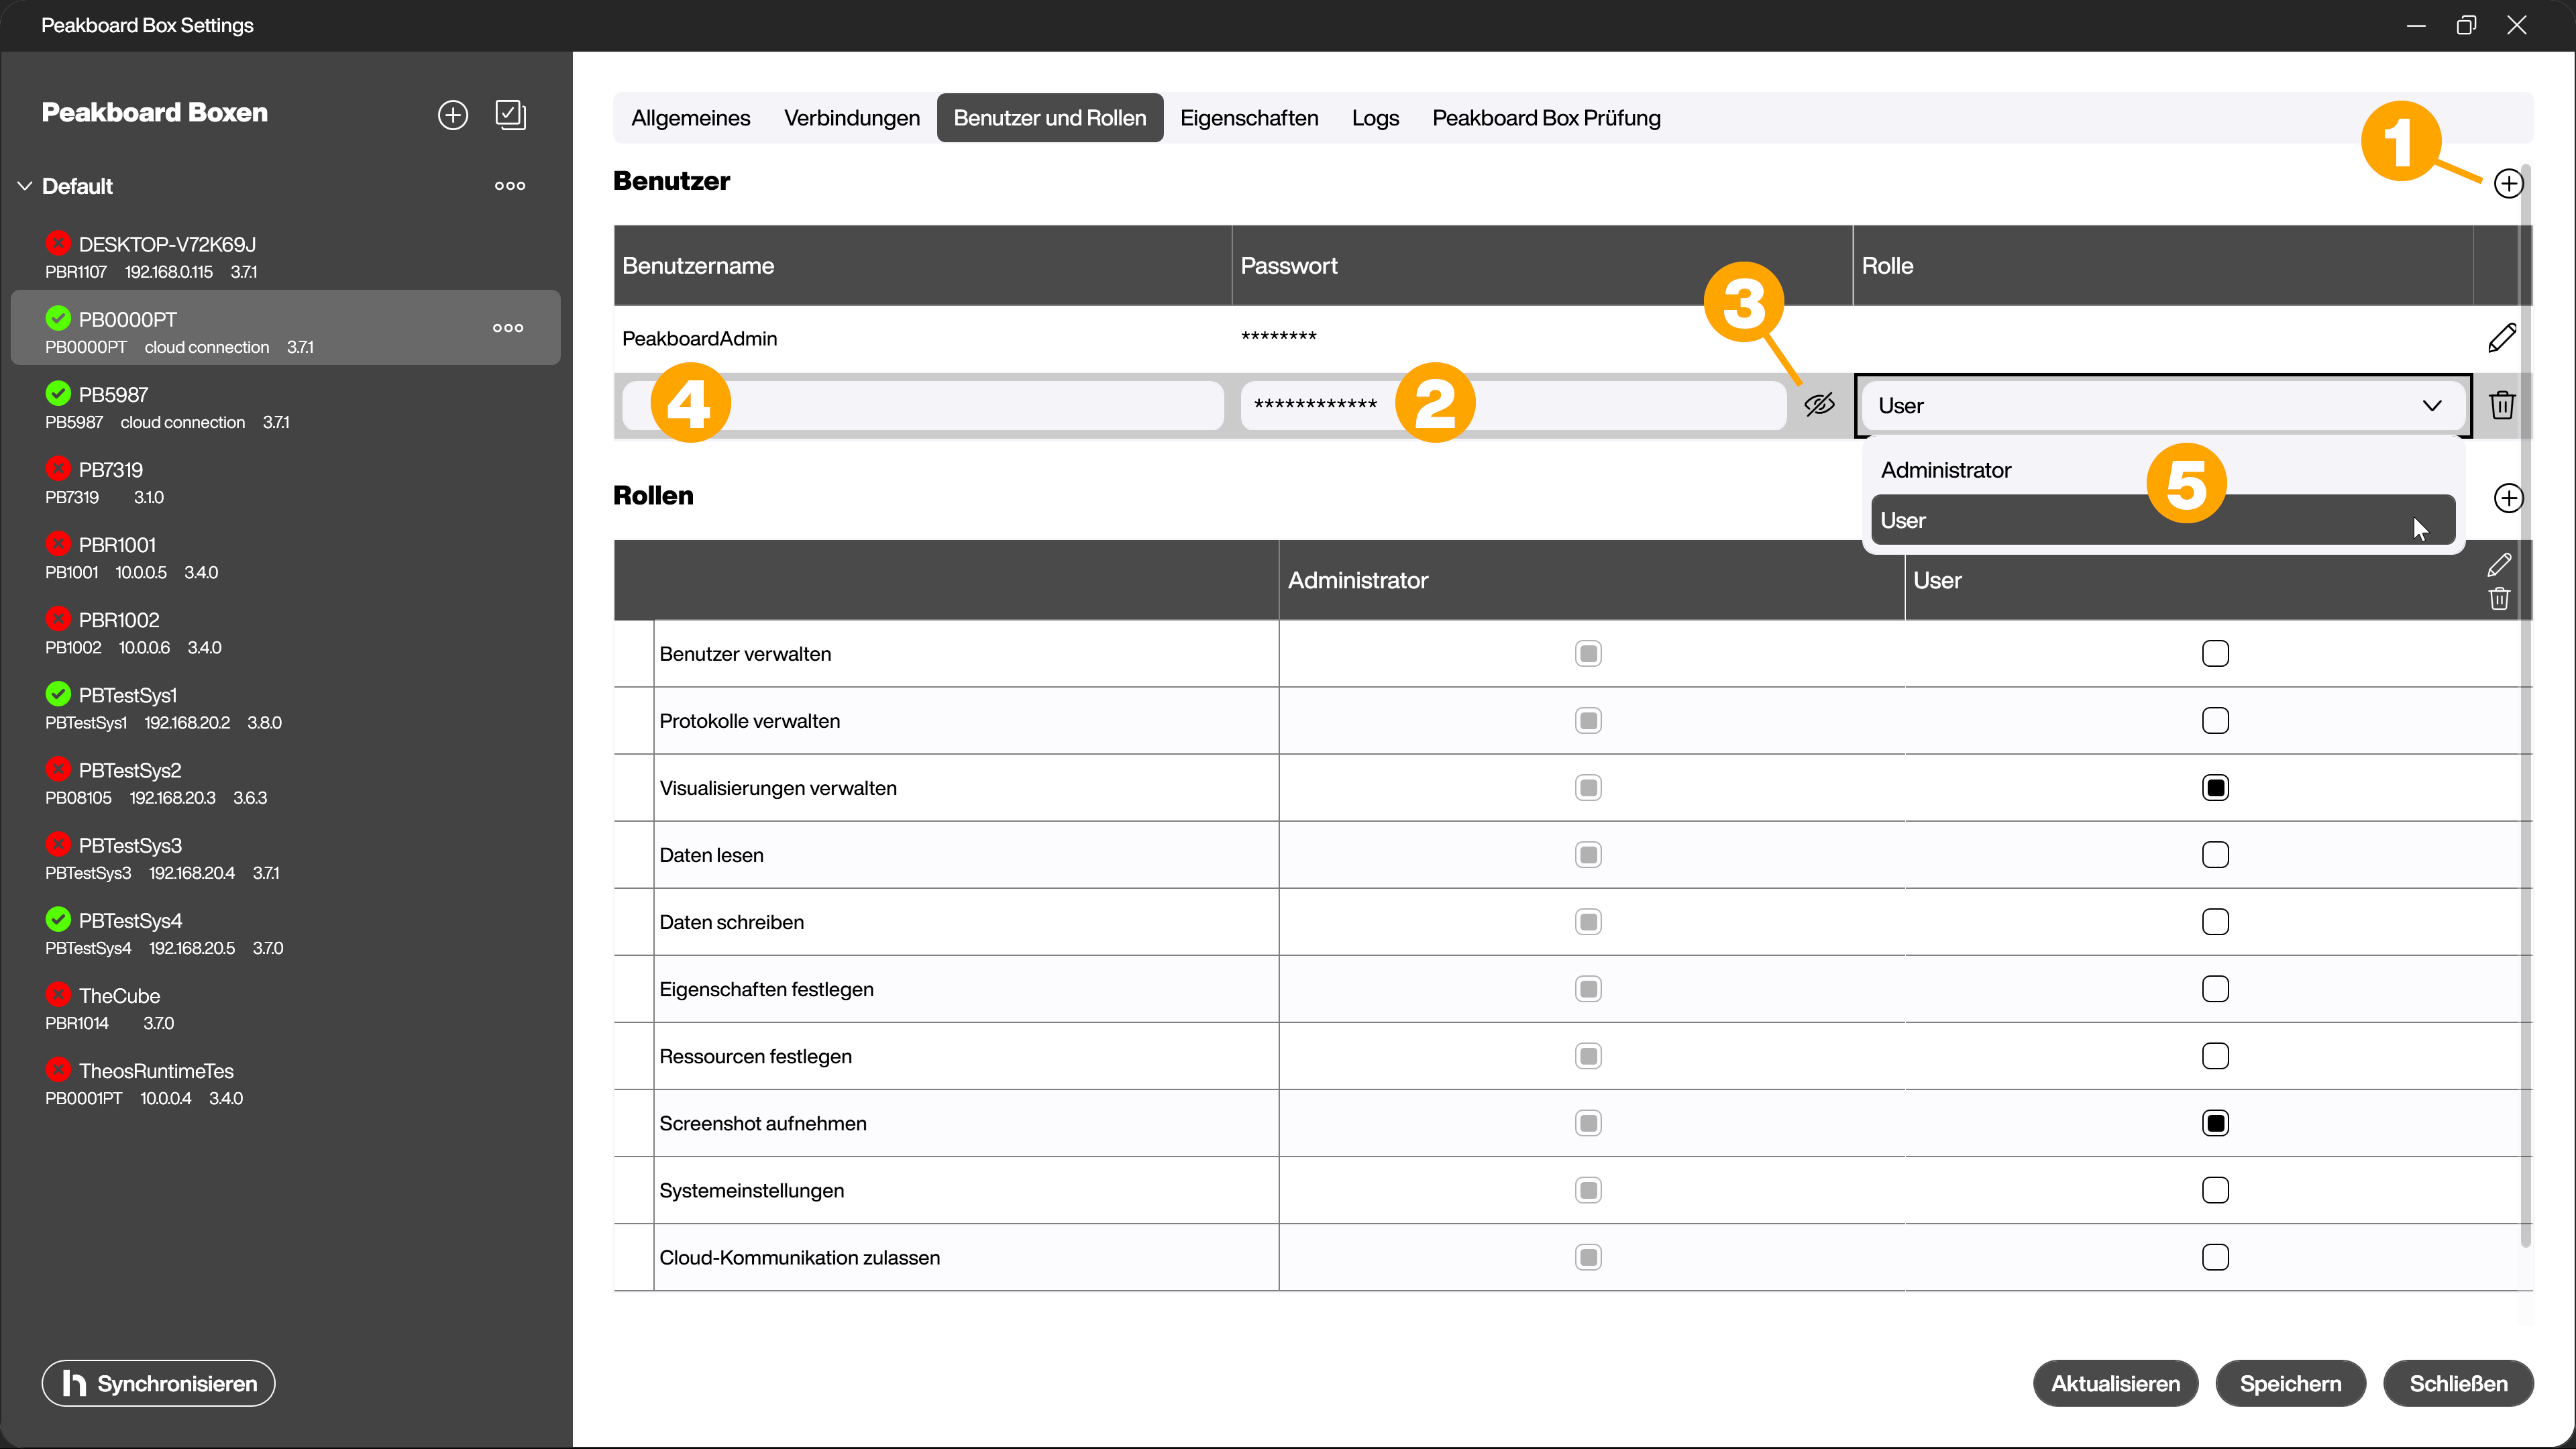 Peakboard Box Settings
Peakboard Boxen
Default
DESKTOP-V72K69J
PBR1107 192.168.0.115 3.7.1
PB0000PT
PB0000PT cloud connection 3.7.1
PB5987
PB5987 cloud connection 3.7.1
PB7319
PB7319 3.1.0
PBR1001
PB1001 10.0.0.5 3.4.0
PBR1002
PB1002 10.0.0.6 3.4.0
PBTestSys1
PBTestSys1 192.168.20.2 3.8.0
PBTestSys2
PB08105 192.168.20.3 3.6.3
PBTestSys3
PBTestSys3 192.168.20.4 3.7.1
PBTestSys4
PBTestSys4 192.168.20.5 3.7.0
TheCube
PBR1014 3.7.0
TheosRuntimeTes
PB0001PT 10.0.0.4 3.4.0
Synchronisieren
Allgemeines Verbindungen Benutzer und Rollen Eigenschaften Logs Peakboard Box Prüfung
1
Benutzer
Benutzername Passwort Rolle
3
PeakboardAdmin ********
4 ************ 2 User
Administrator
5
User
Rollen
Administrator User
Benutzer verwalten
Protokolle verwalten
Visualisierungen verwalten
Daten lesen
Daten schreiben
Eigenschaften festlegen
Ressourcen festlegen
Screenshot aufnehmen
Systemeinstellungen
Cloud-Kommunikation zulassen
Aktualisieren Speichern Schließen